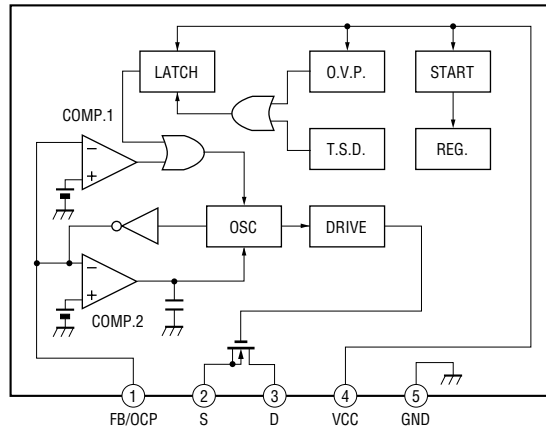 LATCH
O.V.P.
START
COMP.1
T.S.D.
REG.
−
+
OSC
DRIVE
−
+
COMP.2
1
2
3
4
5
FB/OCP
S
D
VCC
GND